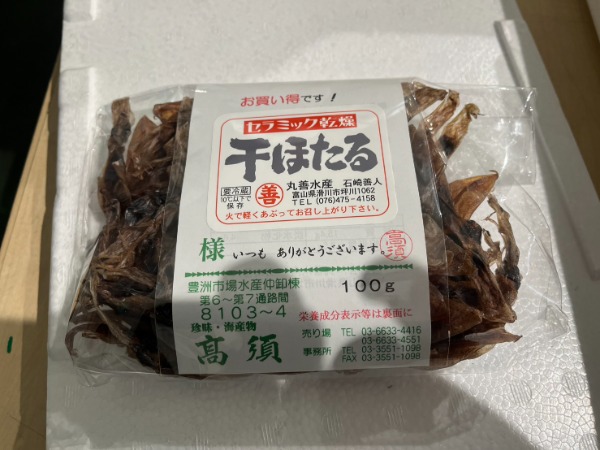 お買い得です！
セラミック乾燥
干ほたる
要冷蔵
10℃以下で
保存
善
丸善水産 石崎善人
富山県滑川市坪川1062
TEL (076)475-4158
火で軽くあぶってお召し上がり下さい。
様 いつも ありがとうございます。
高須
豊洲市場水産仲卸棟
第6～第7通路間
8103～4
珍味・海産物
高須
100g
栄養成分表示等は裏面に
売り場 TEL 03-6633-4416
03-6633-4551
事務所 TEL 03-3551-1098
FAX 03-3551-1098